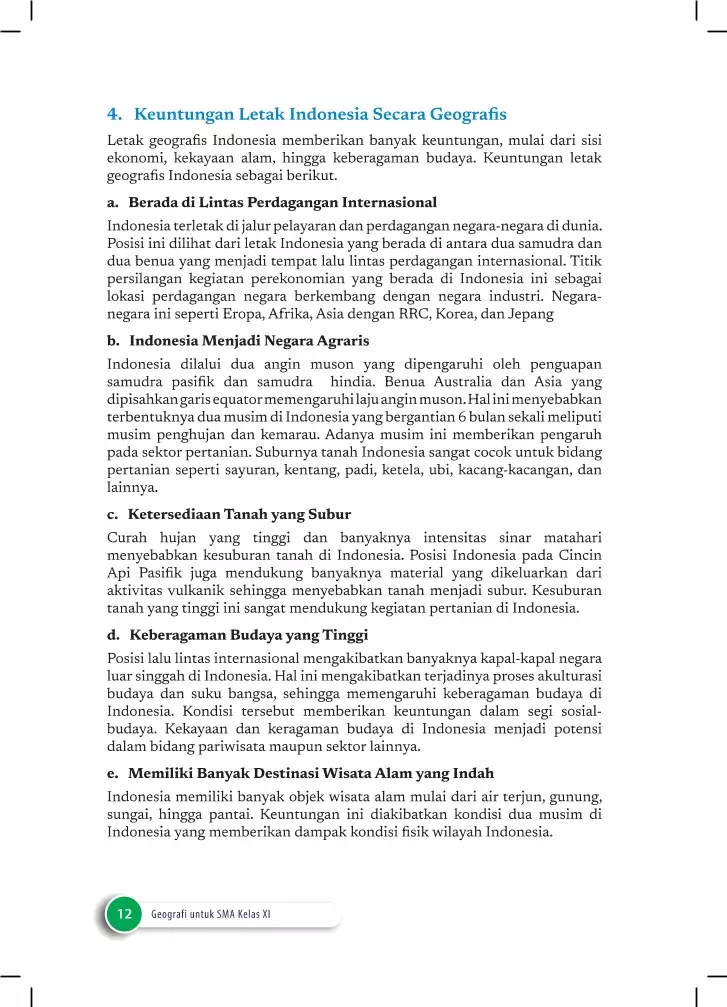 4. Keuntungan Letak Indonesia Secara Geografis
Letak geografis Indonesia memberikan banyak keuntungan, mulai dari sisi
ekonomi, kekayaan alam, hingga keberagaman budaya. Keuntungan letak
geografis Indonesia sebagai berikut.
a. Berada di Lintas Perdagangan Internasional
Indonesia terletak di jalur pelayaran dan perdagangan negara-negara di dunia.
Posisi ini dilihat dari letak Indonesia yang berada di antara dua samudra dan
dua benua yang menjadi tempat lalu lintas perdagangan internasional. Titik
persilangan kegiatan perekonomian yang berada di Indonesia ini sebagai
lokasi perdagangan negara berkembang dengan negara industri. Negara-
negara ini seperti Eropa, Afrika, Asia dengan RRC, Korea, dan Jepang
b. Indonesia Menjadi Negara Agraris
Indonesia dilalui dua angin muson yang dipengaruhi oleh penguapan
samudra pasifik dan samudra hindia. Benua Australia dan Asia yang
dipisahkan garis equator memengaruhi laju angin muson. Hal ini menyebabkan
terbentuknya dua musim di Indonesia yang bergantian 6 bulan sekali meliputi
musim penghujan dan kemarau. Adanya musim ini memberikan pengaruh
pada sektor pertanian. Suburnya tanah Indonesia sangat cocok untuk bidang
pertanian seperti sayuran, kentang, padi, ketela, ubi, kacang-kacangan, dan
lainnya.
c. Ketersediaan Tanah yang Subur
Curah hujan yang tinggi dan banyaknya intensitas sinar matahari
menyebabkan kesuburan tanah di Indonesia. Posisi Indonesia pada Cincin
Api Pasifik juga mendukung banyaknya material yang dikeluarkan dari
aktivitas vulkanik sehingga menyebabkan tanah menjadi subur. Kesuburan
tanah yang tinggi ini sangat mendukung kegiatan pertanian di Indonesia.
d. Keberagaman Budaya yang Tinggi
Posisi lalu lintas internasional mengakibatkan banyaknya kapal-kapal negara
luar singgah di Indonesia. Hal ini mengakibatkan terjadinya proses akulturasi
budaya dan suku bangsa, sehingga memengaruhi keberagaman budaya di
Indonesia. Kondisi tersebut memberikan keuntungan dalam segi sosial-
budaya. Kekayaan dan keragaman budaya di Indonesia menjadi potensi
dalam bidang pariwisata maupun sektor lainnya.
e. Memiliki Banyak Destinasi Wisata Alam yang Indah
Indonesia memiliki banyak objek wisata alam mulai dari air terjun, gunung,
sungai, hingga pantai. Keuntungan ini diakibatkan kondisi dua musim di
Indonesia yang memberikan dampak kondisi fisik wilayah Indonesia.
12 Geografi untuk SMA Kelas XI